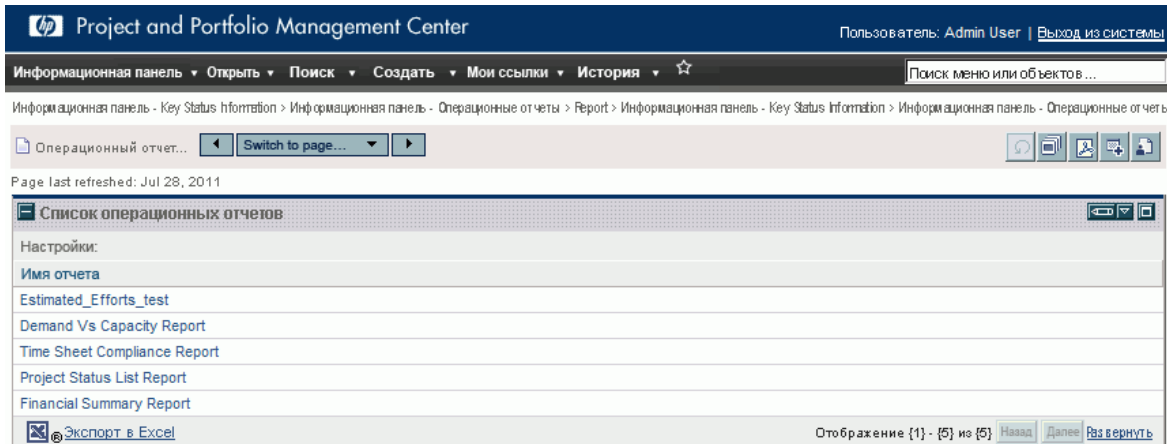 hp Project and Portfolio Management Center
Пользователь: Admin User | Выход из системы
Информационная панель Открыть Поиск Создать Мои ссылки История
Поиск меню или объектов...
Информационная панель - Key Status Information > Информационная панель - Операционные отчеты > Report > Информационная панель - Key Status Information > Информационная панель - Операционные отчеть
Операционный отчет... Switch to page...
Page last refreshed: Jul 28, 2011
Список операционных отчетов
Настройки:
Имя отчета
Estimated_Efforts_test
Demand Vs Capacity Report
Time Sheet Compliance Report
Project Status List Report
Financial Summary Report
® Экспорт в Excel
Отображение {1} - {5} из {5} Назад Далее Развернуть